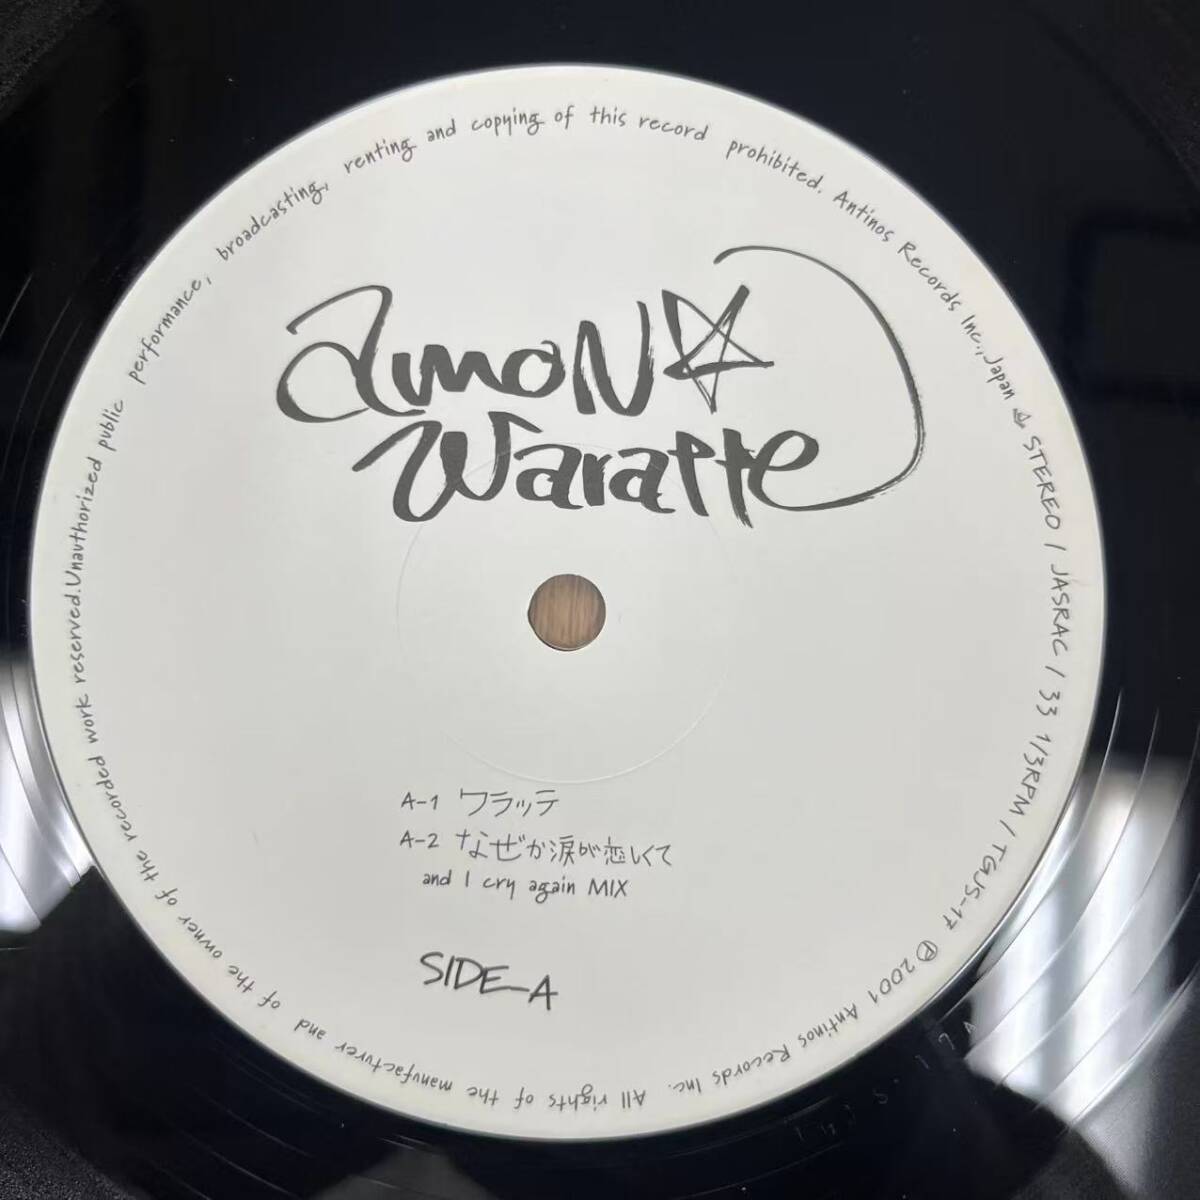 amoN☆
Waratte
A-1 ワラッテ
A-2 なぜか涙が恋しくて
and I cry again MIX
SIDE-A
All rights of the manufacturer and of the owner of the recorded work reserved. Unauthorized public performance, broadcasting, renting and copying of this record prohibited. Antinos Records Inc., Japan STEREO / JASRAC / 33 1/3RPM / TGJS-17 Ⓟ 2001 Antinos Records Inc.